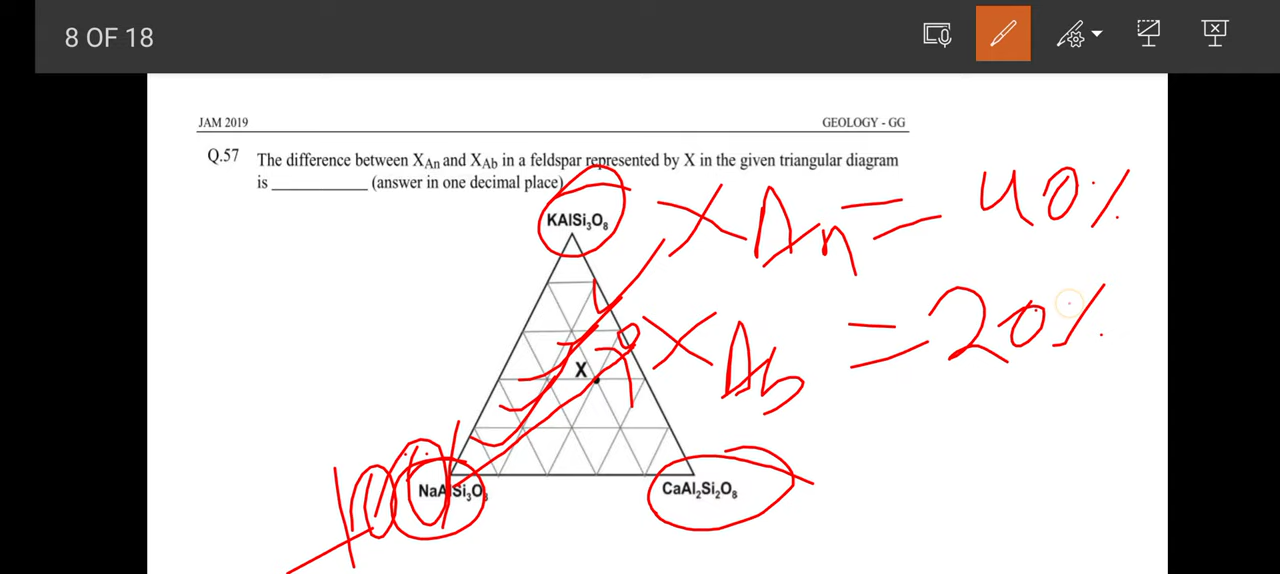 8 OF 18
JAM 2019 GEOLOGY - GG
Q.57 The difference between XAn and XAb in a feldspar represented by X in the given triangular diagram
is ____________ (answer in one decimal place)
KAlSi₃O₈
XAn = 40%
XAb = 20%
X
NaAlSi₃O₈
CaAl₂Si₂O₈